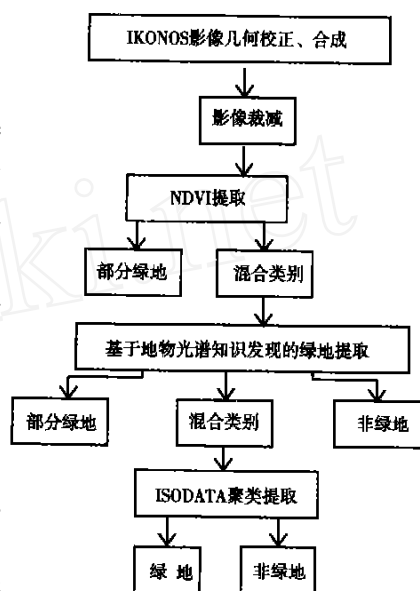 IKONOS影像几何校正、合成
影像裁减
NDVI提取
部分绿地
混合类别
基于地物光谱知识发现的绿地提取
部分绿地
混合类别
非绿地
ISODATA聚类提取
绿 地
非绿地